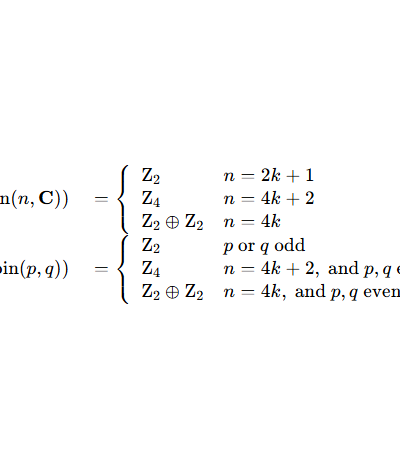 Z₂ n = 2k + 1
n(n, C)) = { Z₄ n = 4k + 2
Z₂ ⊕ Z₂ n = 4k
Z₂ p or q odd
in(p, q)) = { Z₄ n = 4k + 2, and p, q e
Z₂ ⊕ Z₂ n = 4k, and p, q even